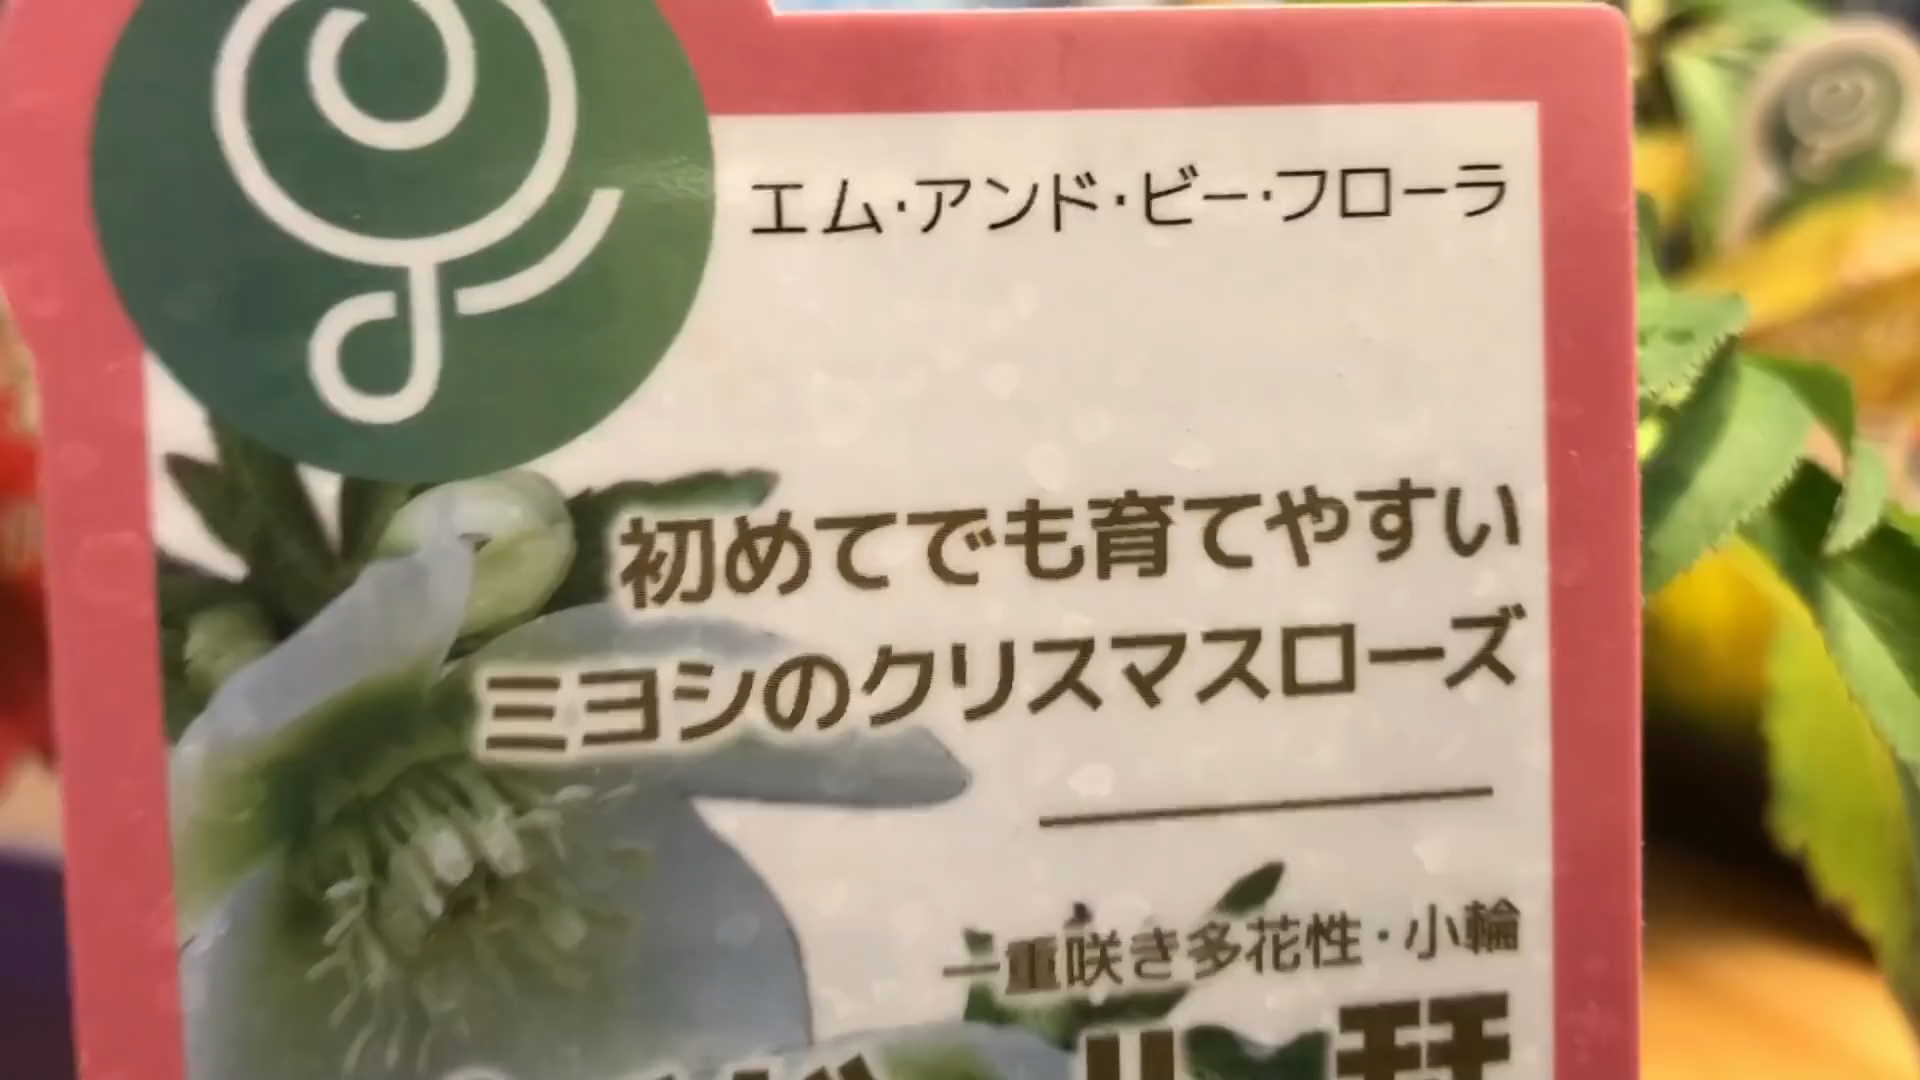 エム・アンド・ビー・フローラ
初めてでも育てやすい
ミヨシのクリスマスローズ
一重咲き多花性・小輪